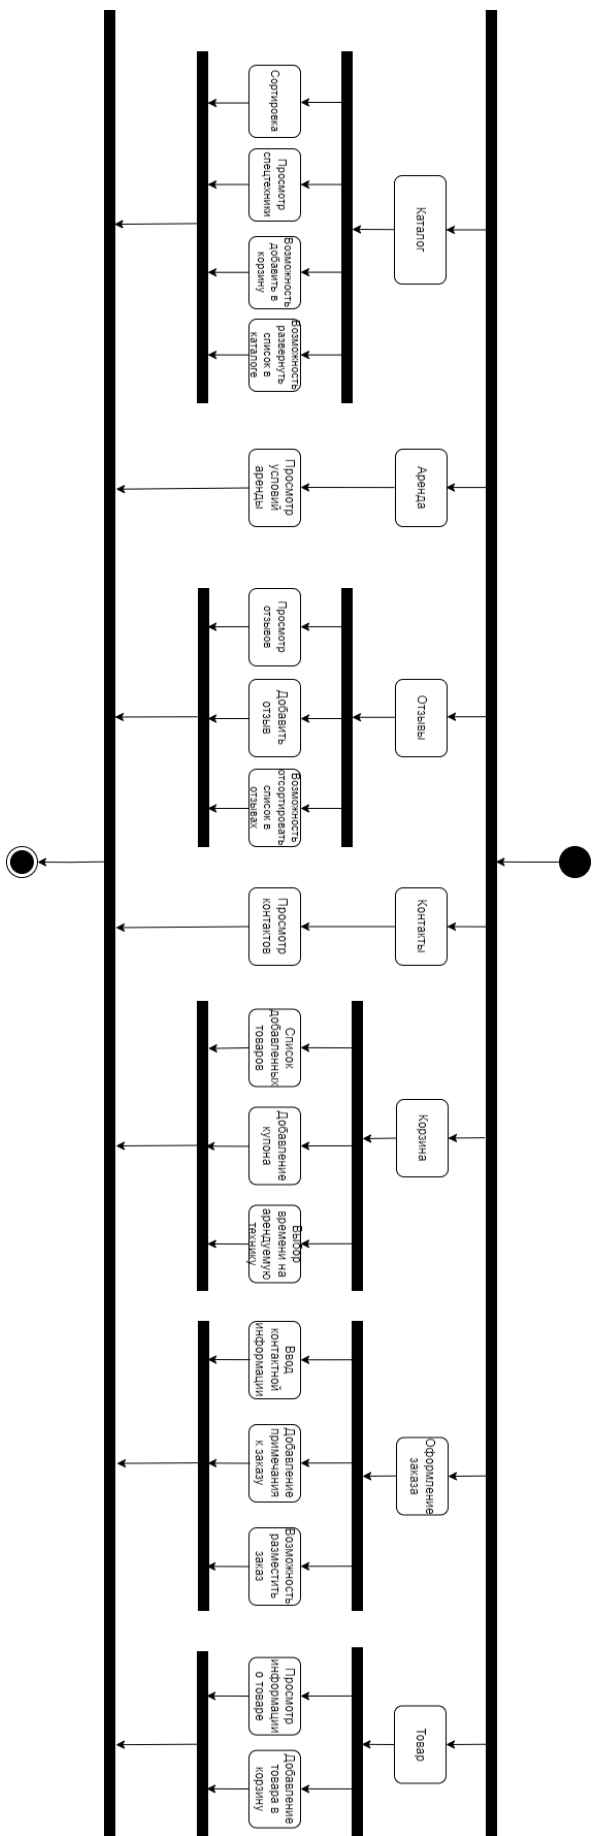 Каталог
Сортировка
Просмотр
спецтехники
Возможность
добавить в
корзину
Возможность
развернуть
список в
каталоге
Аренда
Просмотр
условий
аренды
Отзывы
Просмотр
отзывов
Добавить
отзыв
Возможность
отсортировать
список в
отзывах
Контакты
Просмотр
контактов
Корзина
Список
добавленных
товаров
Добавление
купона
Выбор
времени на
арендуемую
технику
Оформление
заказа
Ввод
контактной
информации
Добавление
примечания
к заказу
Возможность
разместить
заказ
Товар
Просмотр
информации
о товаре
Добавление
товара в
корзину